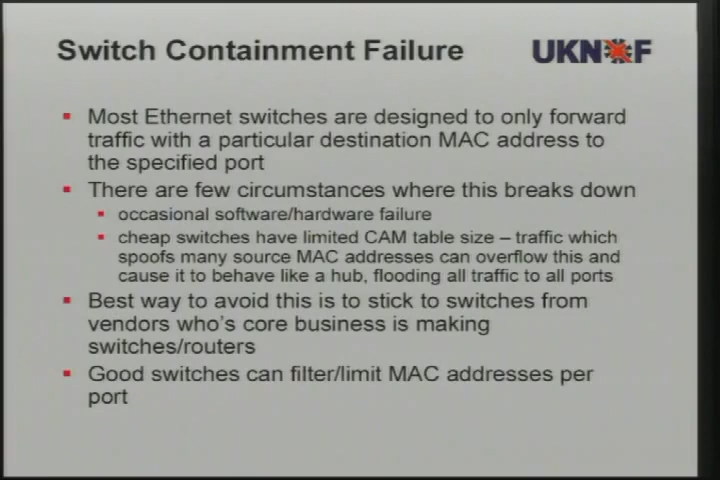 Switch Containment Failure
UKNOF
Most Ethernet switches are designed to only forward
traffic with a particular destination MAC address to
the specified port
There are few circumstances where this breaks down
occasional software/hardware failure
cheap switches have limited CAM table size – traffic which
spoofs many source MAC addresses can overflow this and
cause it to behave like a hub, flooding all traffic to all ports
Best way to avoid this is to stick to switches from
vendors who's core business is making
switches/routers
Good switches can filter/limit MAC addresses per
port